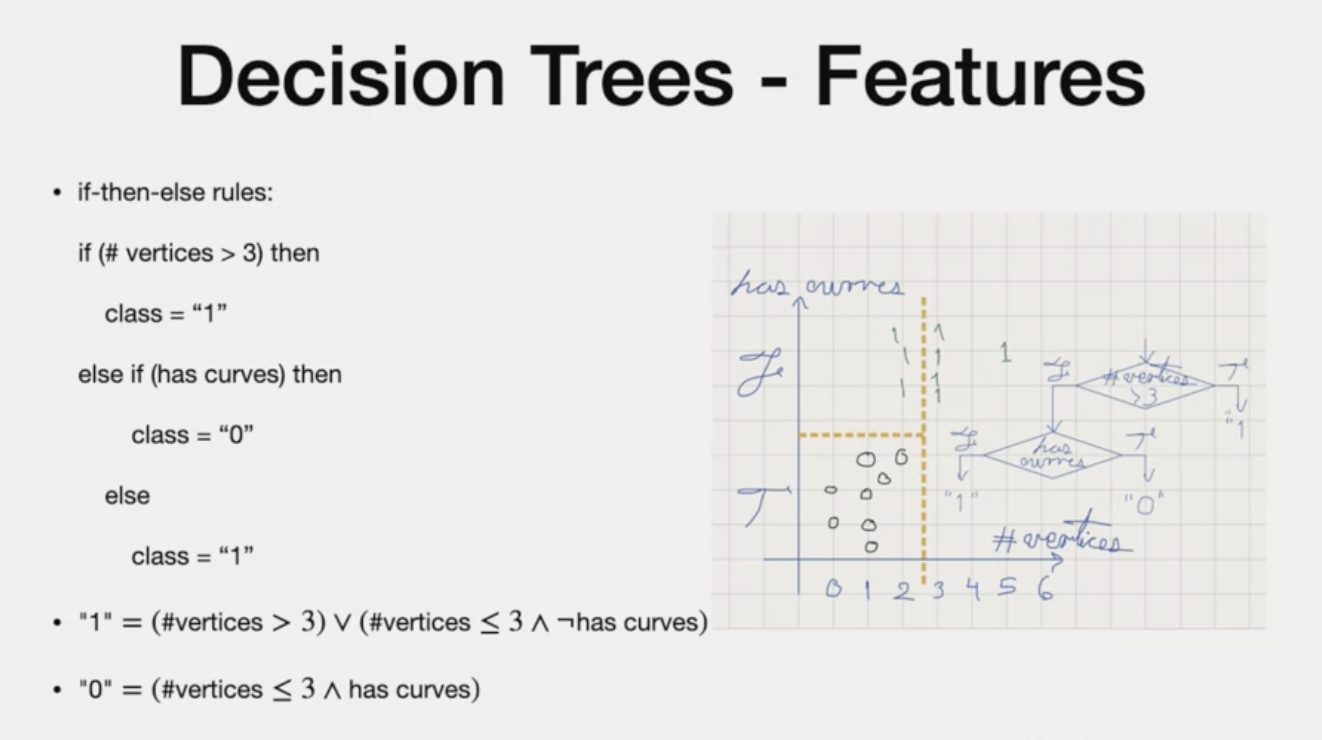 Decision Trees - Features
• if-then-else rules:
if (# vertices > 3) then
class = “1”
else if (has curves) then
class = “0”
else
class = “1”
• "1" = (#vertices > 3) ∨ (#vertices ≤ 3 ∧ ¬has curves)
• "0" = (#vertices ≤ 3 ∧ has curves)
has curves
F
T
1 1
1 1 1
1 1
1
0 0
0
0 0
0 0
0
# vertices
0 1 2 3 4 5 6
F # vertices > 3 T
"1
F has curves T
"1" "0"